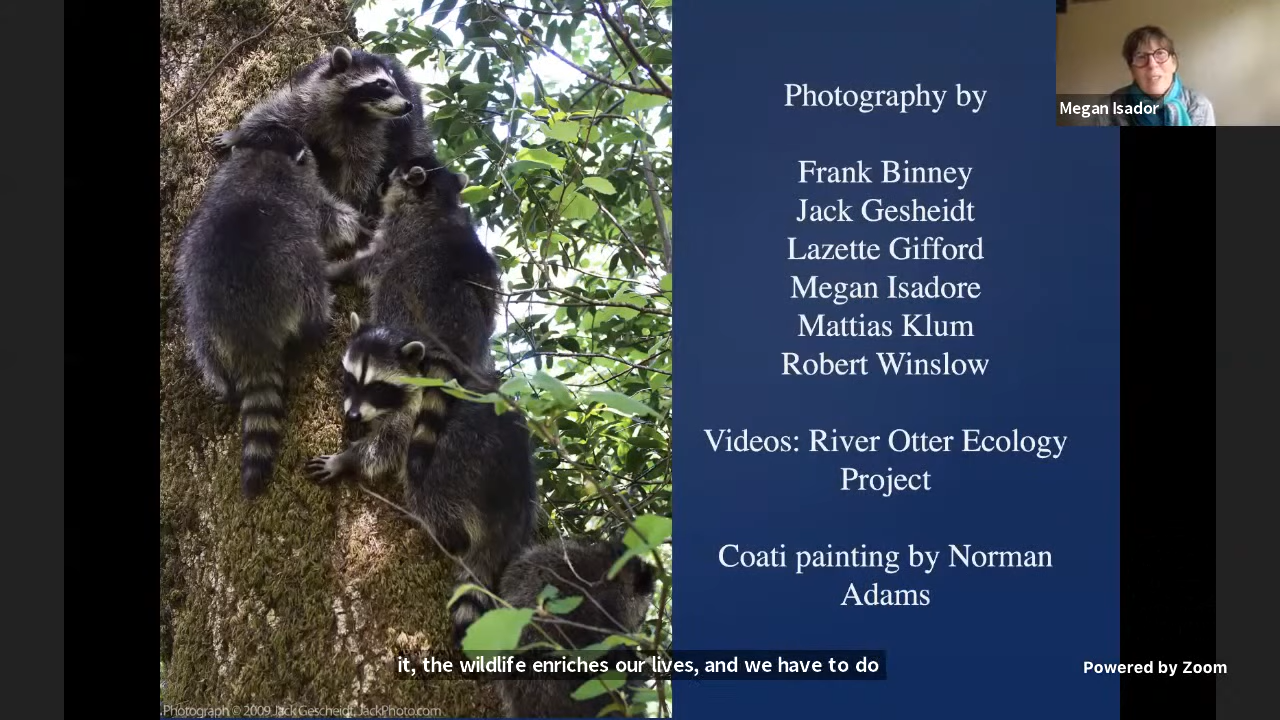 Photography by
Frank Binney
Jack Gesheidt
Lazette Gifford
Megan Isadore
Mattias Klum
Robert Winslow
Videos: River Otter Ecology
Project
Coati painting by Norman
Adams
Megan Isador
it, the wildlife enriches our lives, and we have to do
Powered by Zoom
Photograph © 2009 Jack Gescheidt, JackPhoto.com